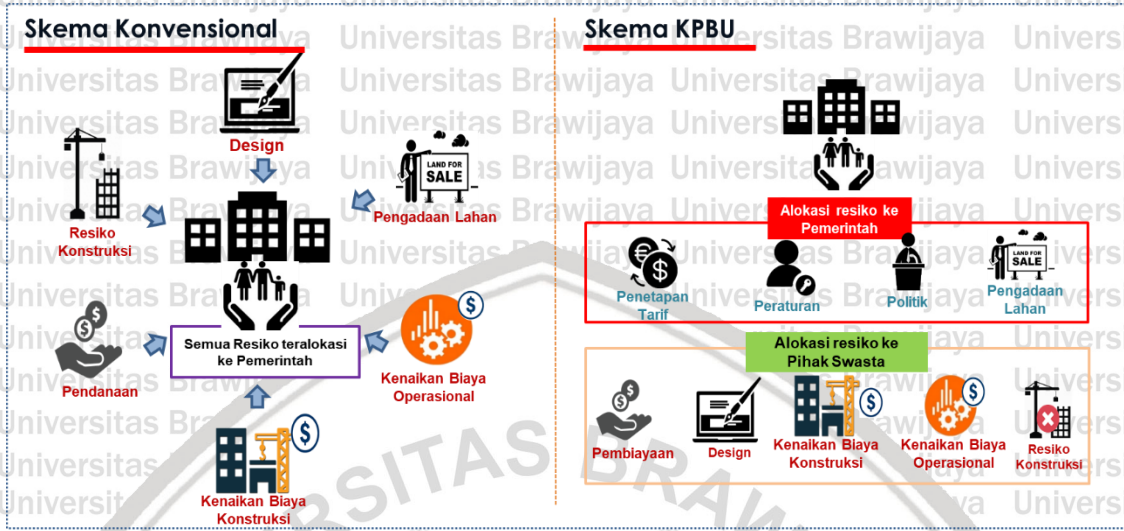 Skema Konvensional
Design
LAND FOR
SALE
Pengadaan Lahan
Resiko
Konstruksi
Pendanaan
Semua Resiko teralokasi
ke Pemerintah
Kenaikan Biaya
Operasional
Kenaikan Biaya
Konstruksi
Skema KPBU
Alokasi resiko ke
Pemerintah
Penetapan
Tarif
Peraturan
Politik
LAND FOR
SALE
Pengadaan
Lahan
Alokasi resiko ke
Pihak Swasta
Pembiayaan
Design
Kenaikan Biaya
Konstruksi
Kenaikan Biaya
Operasional
Resiko
Konstruksi
Universitas Brawijaya